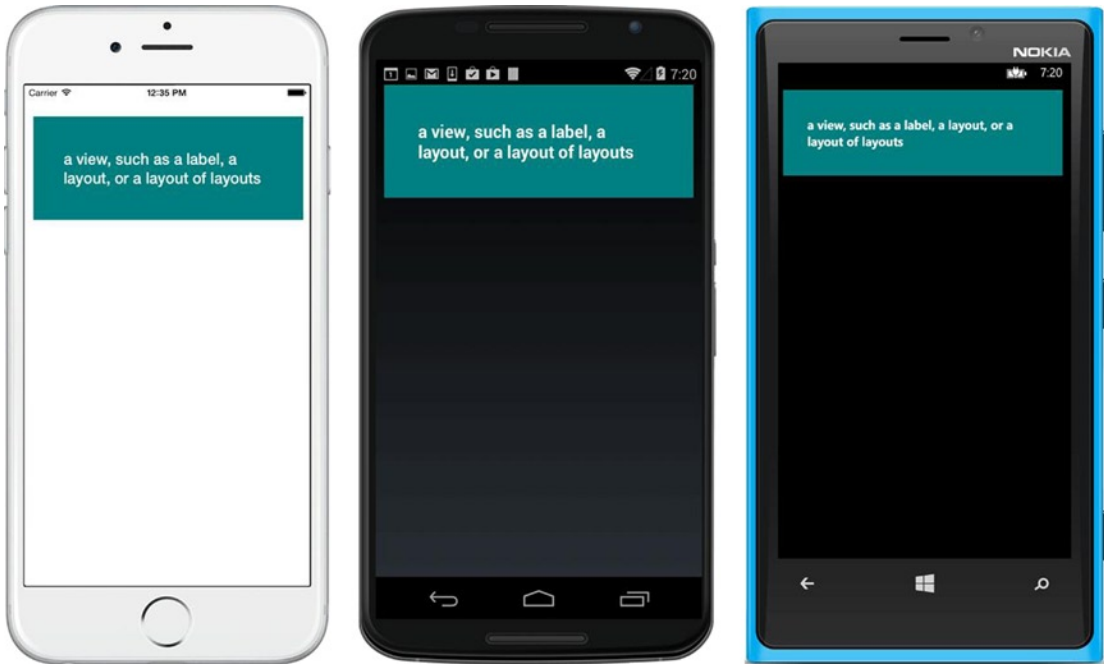 Carrier
12:35 PM
a view, such as a label, a
layout, or a layout of layouts
1
7:20
a view, such as a label, a
layout, or a layout of layouts
NOKIA
7:20
a view, such as a label, a layout, or a
layout of layouts